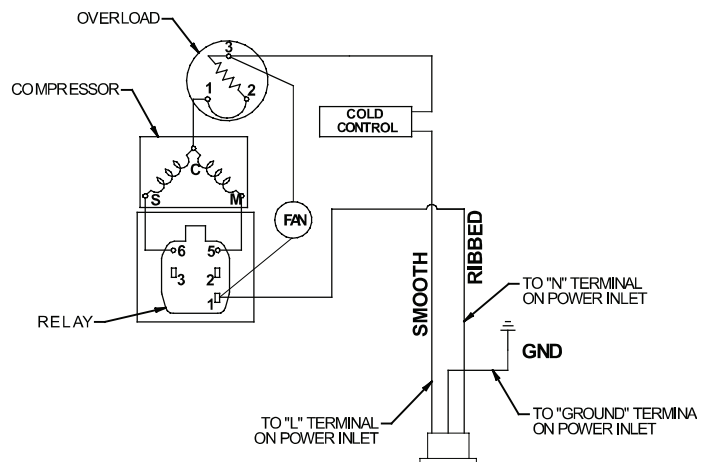 OVERLOAD
3
1
2
COMPRESSOR
COLD
CONTROL
C
S
M
FAN
6
5
3
2
1
RELAY
SMOOTH
RIBBED
TO "N" TERMINAL
ON POWER INLET
GND
TO "L" TERMINAL
ON POWER INLET
TO "GROUND" TERMINA
ON POWER INLET